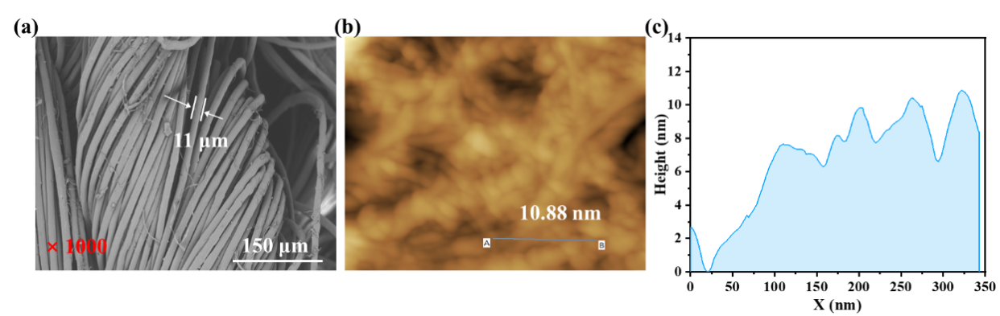 (a)
11 μm
× 1000
150 μm
(b)
10.88 nm
A
B
(c)
14
12
10
8
6
4
2
0
Height (nm)
0 50 100 150 200 250 300 350
X (nm)